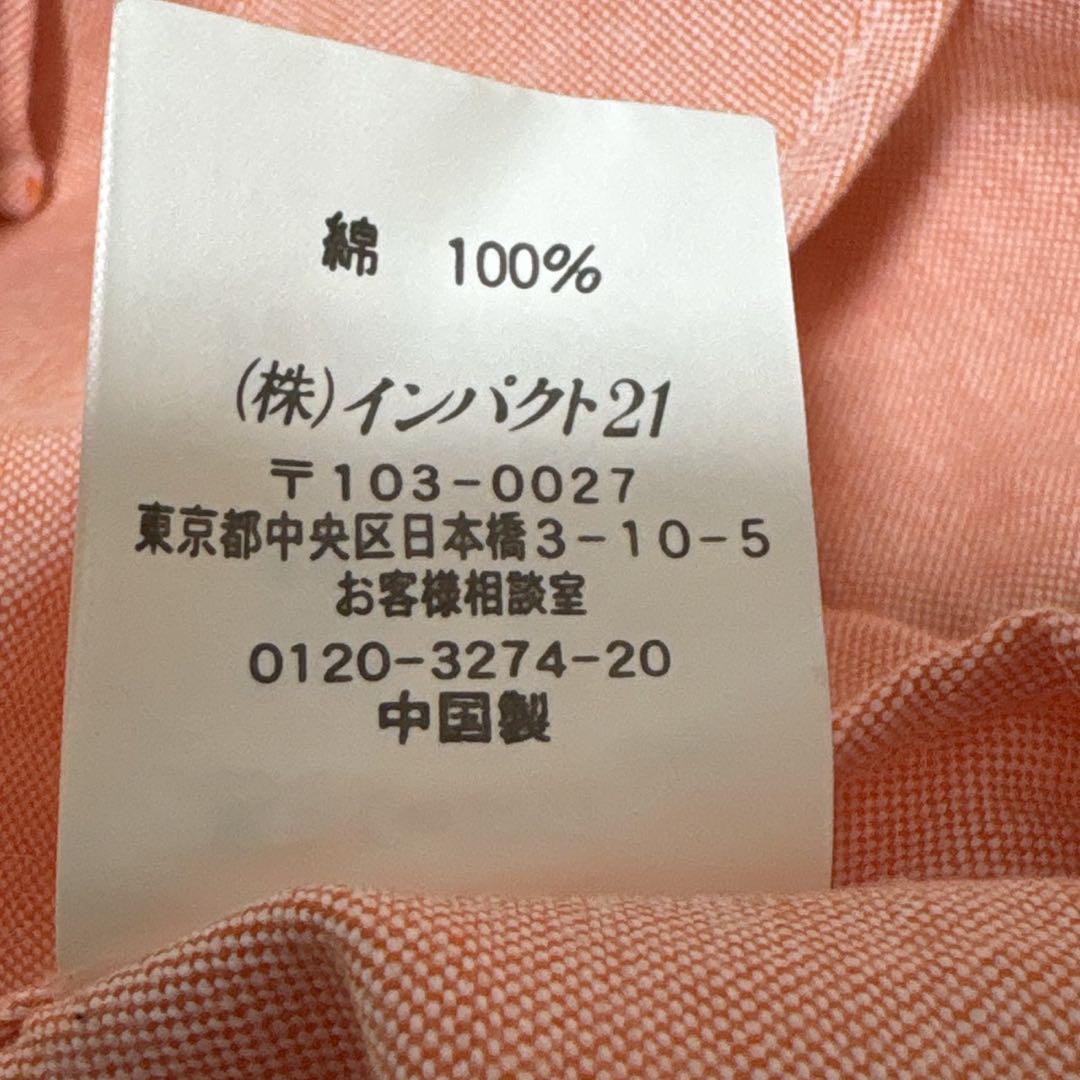 綿　100%
(株)インパクト21
〒103-0027
東京都中央区日本橋3-10-5
お客様相談室
0120-3274-20
中国製